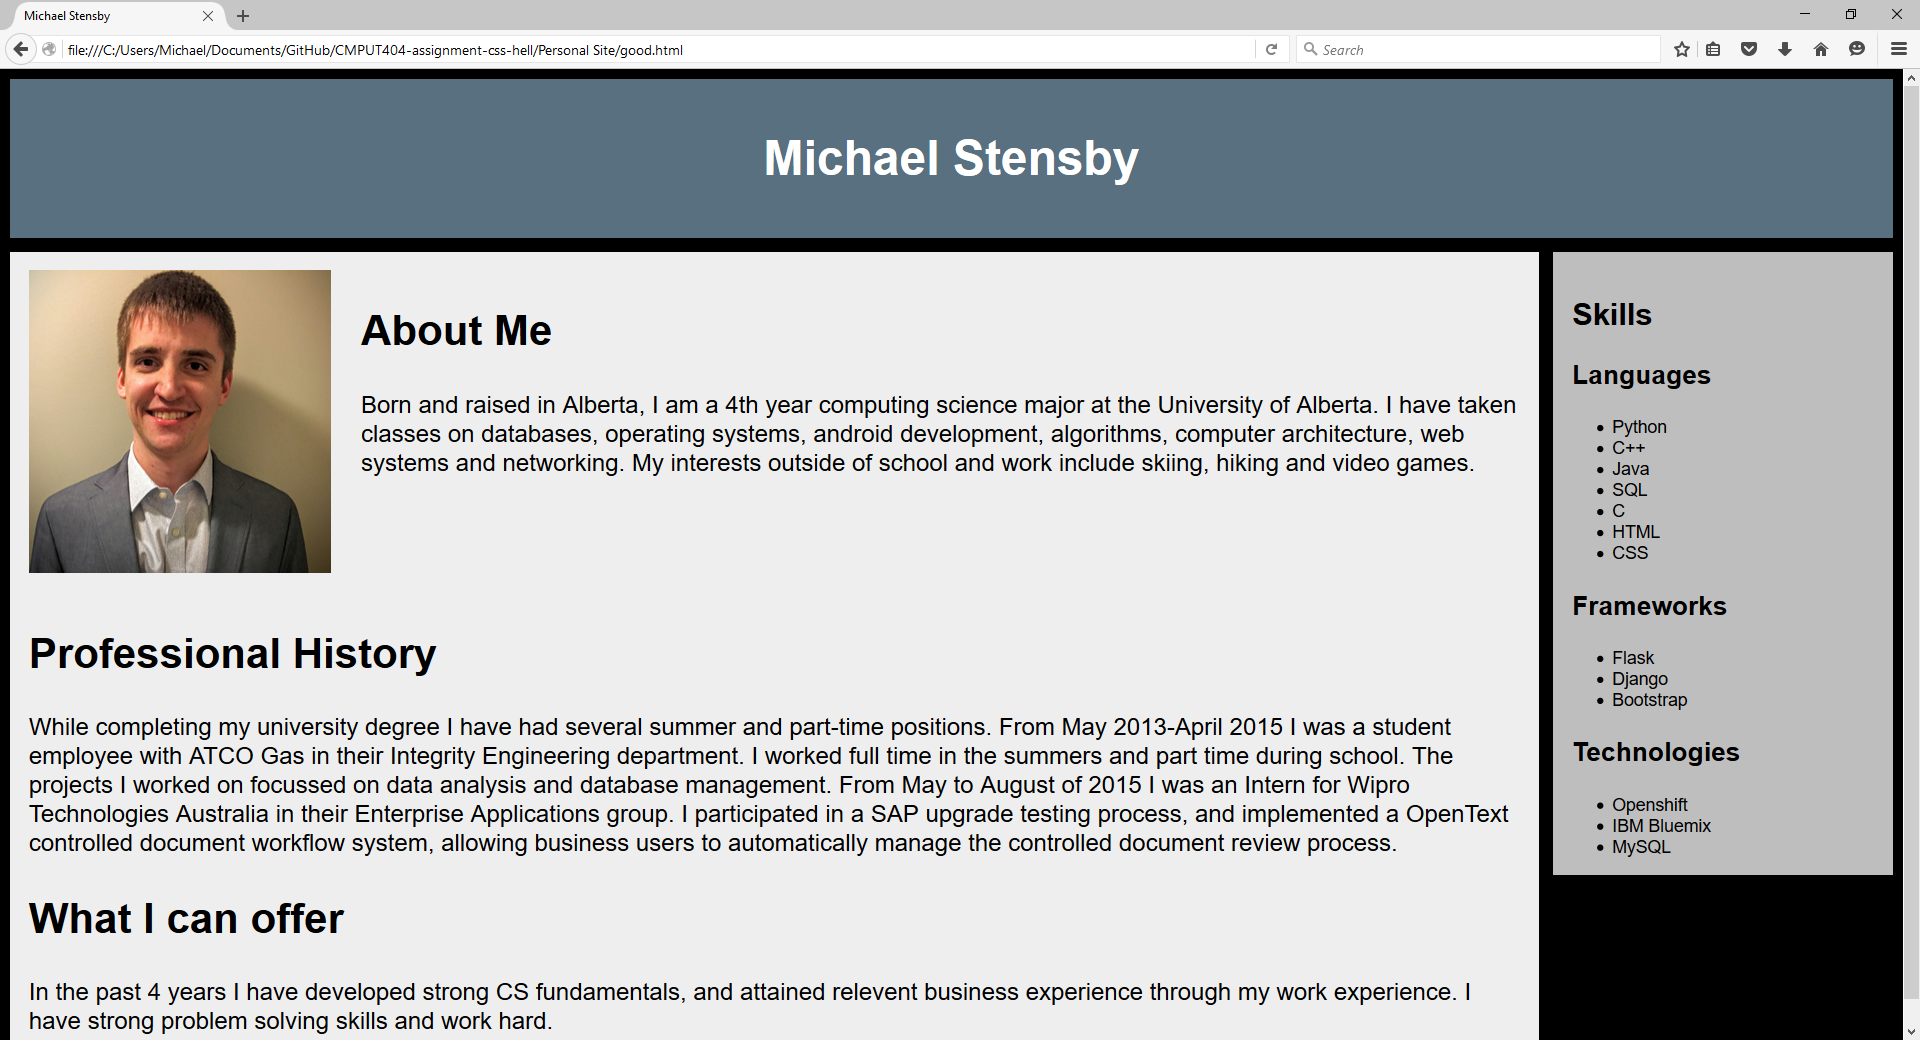 Michael Stensby
file:///C:/Users/Michael/Documents/GitHub/CMPUT404-assignment-css-hell/Personal Site/good.html
Search
Michael Stensby
About Me
Born and raised in Alberta, I am a 4th year computing science major at the University of Alberta. I have taken
classes on databases, operating systems, android development, algorithms, computer architecture, web
systems and networking. My interests outside of school and work include skiing, hiking and video games.
Professional History
While completing my university degree I have had several summer and part-time positions. From May 2013-April 2015 I was a student
employee with ATCO Gas in their Integrity Engineering department. I worked full time in the summers and part time during school. The
projects I worked on focussed on data analysis and database management. From May to August of 2015 I was an Intern for Wipro
Technologies Australia in their Enterprise Applications group. I participated in a SAP upgrade testing process, and implemented a OpenText
controlled document workflow system, allowing business users to automatically manage the controlled document review process.
What I can offer
In the past 4 years I have developed strong CS fundamentals, and attained relevent business experience through my work experience. I
have strong problem solving skills and work hard.
Skills
Languages
• Python
• C++
• Java
• SQL
• C
• HTML
• CSS
Frameworks
• Flask
• Django
• Bootstrap
Technologies
• Openshift
• IBM Bluemix
• MySQL